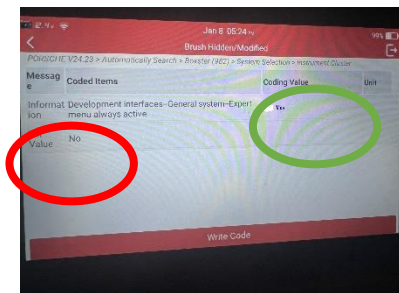 Jan 8 05:24
99%
Brush Hidden/Modified
PORSCHE V24.23 > Automatically Search > Boxster (982) > System Selection > Instrument Cluster
Messag
e
Coded Items
Coding Value
Unit
Informat
ion
Development interfaces-General system-Expert
menu always active
Yes
Value
No
Write Code